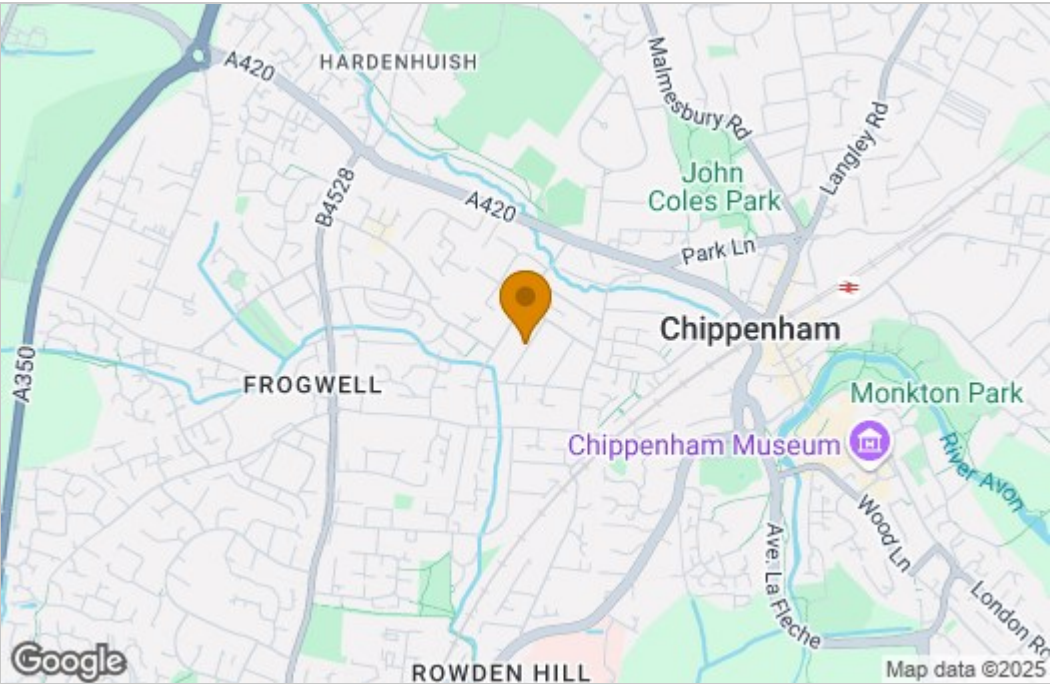 A420
HARDENHUISH
Malmesbury Rd
Langley Rd
John
Coles Park
B4528
A420
Park Ln
Chippenham
A350
FROGWELL
Monkton Park
Chippenham Museum
River Avon
Wood Ln
Ave. La Fleche
London Rd
ROWDEN HILL
Google
Map data ©2025